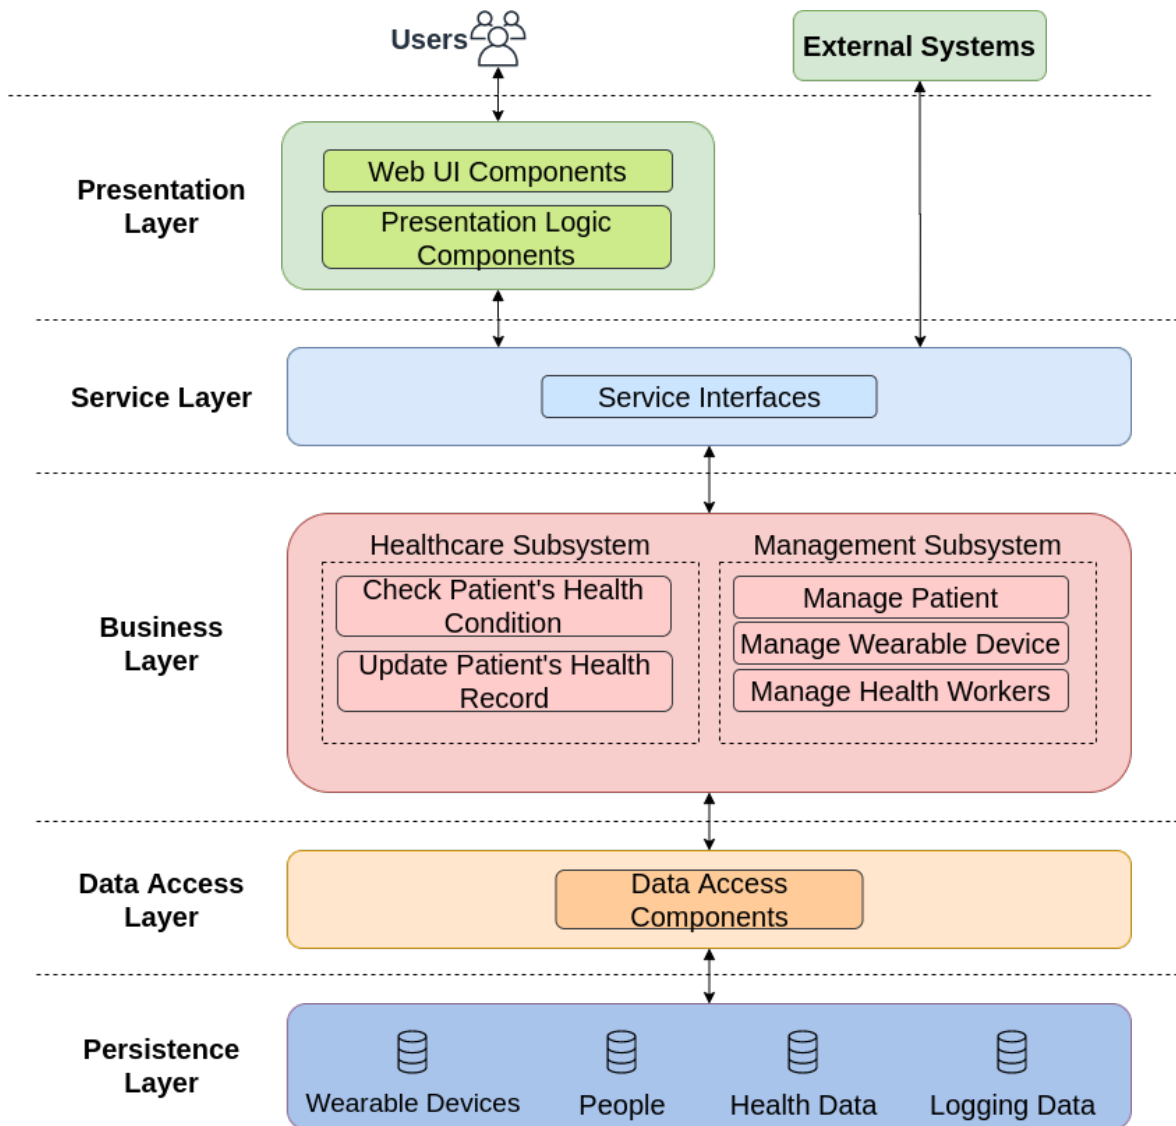 Users
External Systems
Presentation
Layer
Web UI Components
Presentation Logic
Components
Service Layer
Service Interfaces
Business
Layer
Healthcare Subsystem
Check Patient's Health
Condition
Update Patient's Health
Record
Management Subsystem
Manage Patient
Manage Wearable Device
Manage Health Workers
Data Access
Layer
Data Access
Components
Persistence
Layer
Wearable Devices
People
Health Data
Logging Data